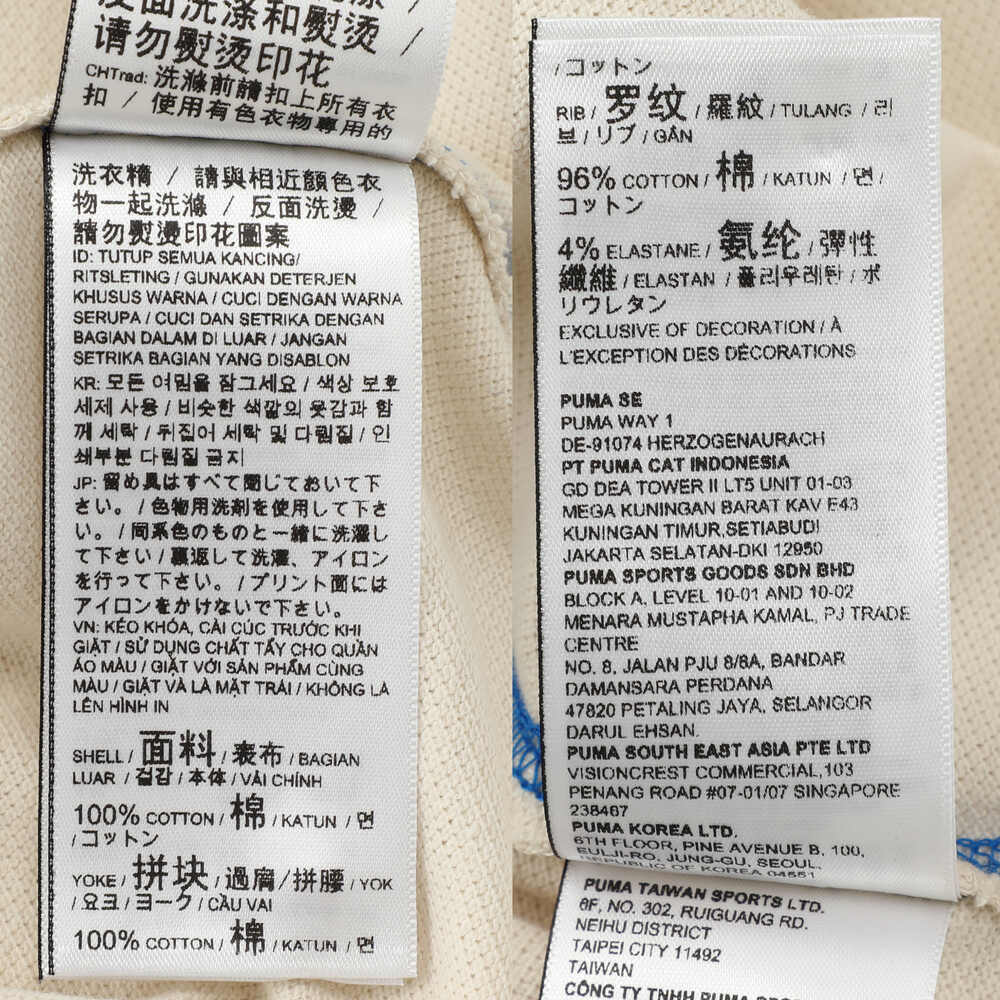 反面洗涤和熨烫 /
请勿熨烫印花
CHTrad: 洗滌前請扣上所有衣
扣 / 使用有色衣物專用的
洗衣精 / 請與相近顏色衣
物一起洗滌 / 反面洗燙 /
請勿熨燙印花圖案
ID: TUTUP SEMUA KANCING/
RITSLETING / GUNAKAN DETERJEN
KHUSUS WARNA / CUCI DENGAN WARNA
SERUPA / CUCI DAN SETRIKA DENGAN
BAGIAN DALAM DI LUAR / JANGAN
SETRIKA BAGIAN YANG DISABLON
KR: 모든 여밈을 잠그세요 / 색상 보호
세제 사용 / 비슷한 색깔의 옷감과 함
께 세탁 / 뒤집어 세탁 및 다림질 / 인
쇄부분 다림질 금지
JP: 留め具はすべて閉じておいて下
さい。 / 色物用洗剤を使用して下さ
い。 / 同系色のものと一緒に洗濯し
て下さい / 裏返して洗濯、アイロン
を行って下さい。 / プリント面には
アイロンをかけないで下さい。
VN: KÉO KHÓA, CÀI CÚC TRƯỚC KHI
GIẶT / SỬ DỤNG CHẤT TẨY CHO QUẦN
ÁO MÀU / GIẶT VỚI SẢN PHẨM CÙNG
MÀU / GIẶT VÀ LÀ MẶT TRÁI / KHÔNG LÀ
LÊN HÌNH IN
SHELL / 面料 / 表布 / BAGIAN
LUAR / 겉감 / 本体 / VẢI CHÍNH
100% COTTON / 棉 / KATUN / 면
/ コットン
YOKE / 拼块 / 過腐/拼腰 / YOK
/ 요크 / ヨーク / CẦU VAI
100% COTTON / 棉 / KATUN / 면
/ コットン
RIB / 罗纹 / 羅紋 / TULANG / 리
브 / リブ / GÂN
96% COTTON / 棉 / KATUN / 면 /
コットン
4% ELASTANE / 氨纶 / 彈性
纖維 / ELASTAN / 폴리우레탄 / ポ
リウレタン
EXCLUSIVE OF DECORATION / À
L'EXCEPTION DES DÉCORATIONS
PUMA SE
PUMA WAY 1
DE-91074 HERZOGENAURACH
PT PUMA CAT INDONESIA
GD DEA TOWER II LT5 UNIT 01-03
MEGA KUNINGAN BARAT KAV E43
KUNINGAN TIMUR,SETIABUDI
JAKARTA SELATAN-DKI 12950
PUMA SPORTS GOODS SDN BHD
BLOCK A, LEVEL 10-01 AND 10-02
MENARA MUSTAPHA KAMAL, PJ TRADE
CENTRE
NO. 8, JALAN PJU 8/8A, BANDAR
DAMANSARA PERDANA
47820 PETALING JAYA, SELANGOR
DARUL EHSAN.
PUMA SOUTH EAST ASIA PTE LTD
VISIONCREST COMMERCIAL,103
PENANG ROAD #07-01/07 SINGAPORE
238467
PUMA KOREA LTD.
6TH FLOOR, PINE AVENUE B, 100,
EULJI-RO, JUNG-GU, SEOUL,
REPUBLIC OF KOREA 04551
PUMA TAIWAN SPORTS LTD.
6F, NO. 302, RUIGUANG RD.
NEIHU DISTRICT
TAIPEI CITY 11492
TAIWAN
CÔNG TY TNHH PUMA SPO